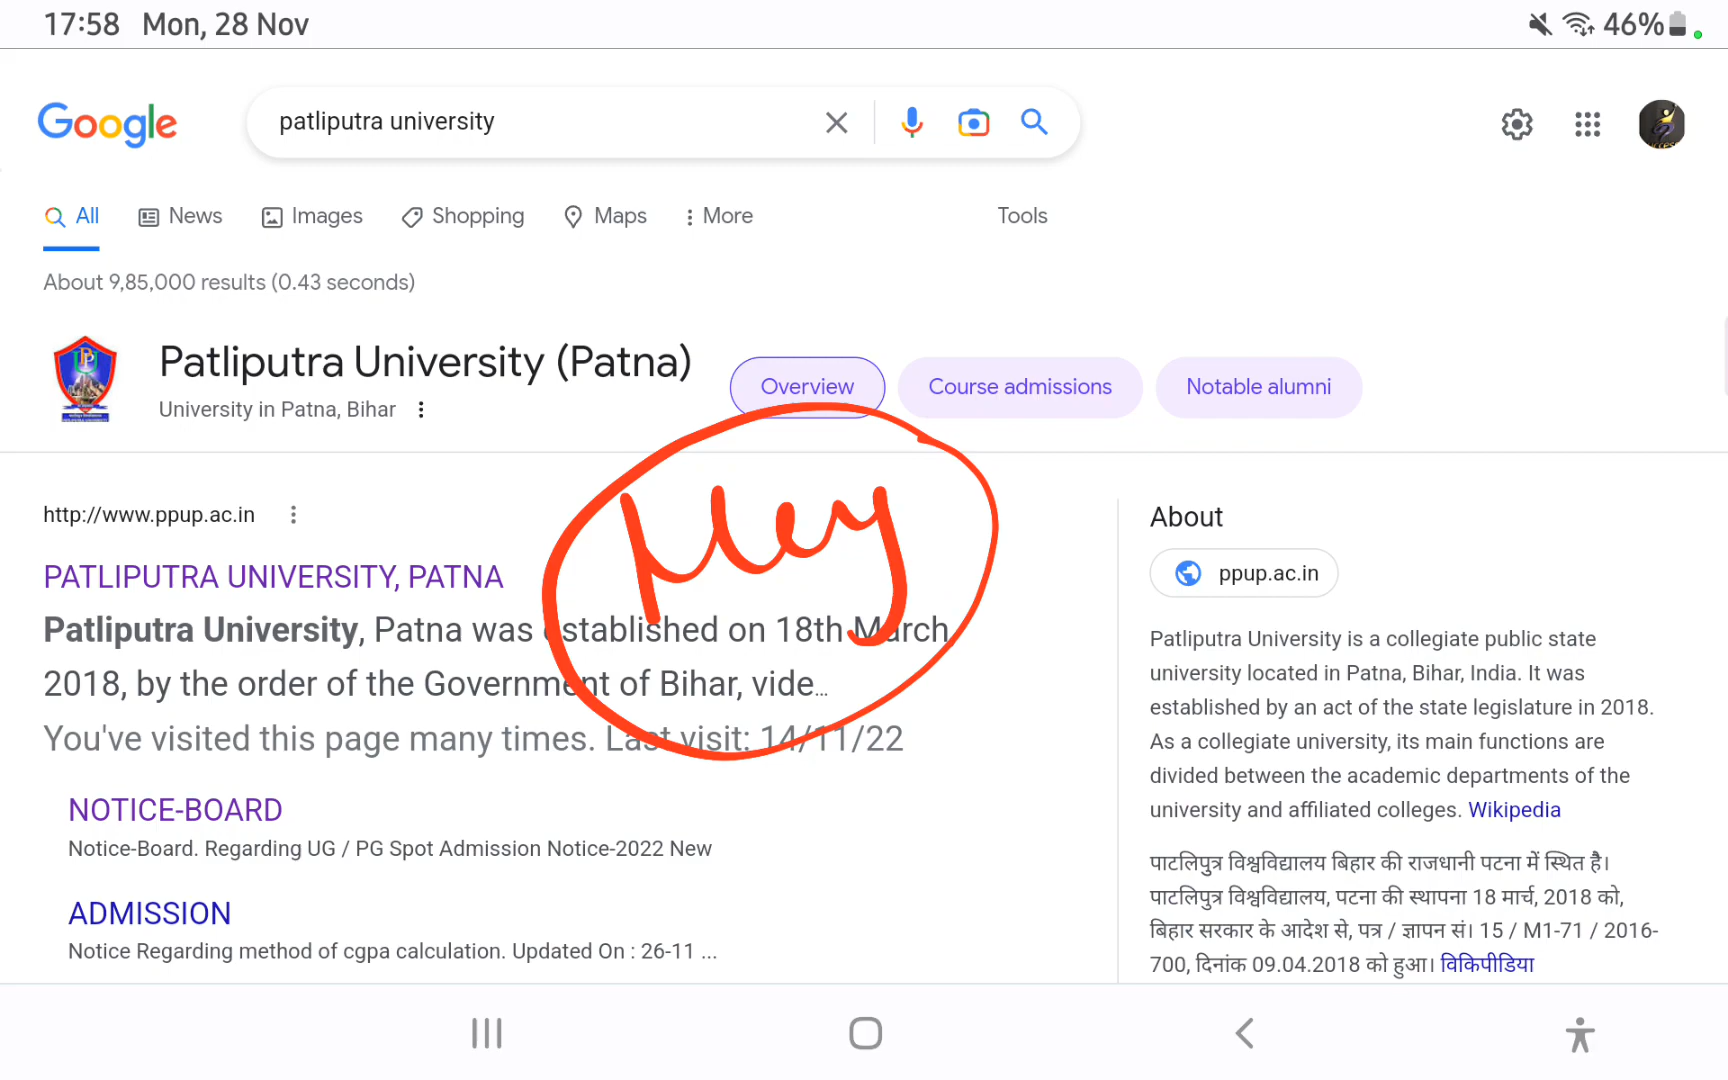 17:58 Mon, 28 Nov 46%
Google
patliputra university
All News Images Shopping Maps More Tools
About 9,85,000 results (0.43 seconds)
Patliputra University (Patna)
University in Patna, Bihar
Overview Course admissions Notable alumni
http://www.ppup.ac.in
PATLIPUTRA UNIVERSITY, PATNA
Patliputra University, Patna was established on 18th March
2018, by the order of the Government of Bihar, vide...
You've visited this page many times. Last visit: 14/11/22
NOTICE-BOARD
Notice-Board. Regarding UG / PG Spot Admission Notice-2022 New
ADMISSION
Notice Regarding method of cgpa calculation. Updated On : 26-11 ...
About
ppup.ac.in
Patliputra University is a collegiate public state
university located in Patna, Bihar, India. It was
established by an act of the state legislature in 2018.
As a collegiate university, its main functions are
divided between the academic departments of the
university and affiliated colleges. Wikipedia
पाटलिपुत्र विश्वविद्यालय बिहार की राजधानी पटना में स्थित है।
पाटलिपुत्र विश्वविद्यालय, पटना की स्थापना 18 मार्च, 2018 को,
बिहार सरकार के आदेश से, पत्र / ज्ञापन सं। 15 / M1-71 / 2016-
700, दिनांक 09.04.2018 को हुआ। विकिपीडिया